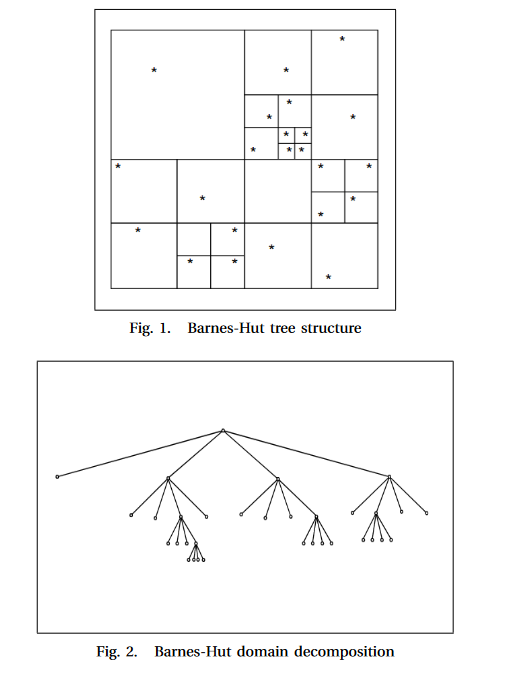 Fig. 1. Barnes-Hut tree structure
Fig. 2. Barnes-Hut domain decomposition